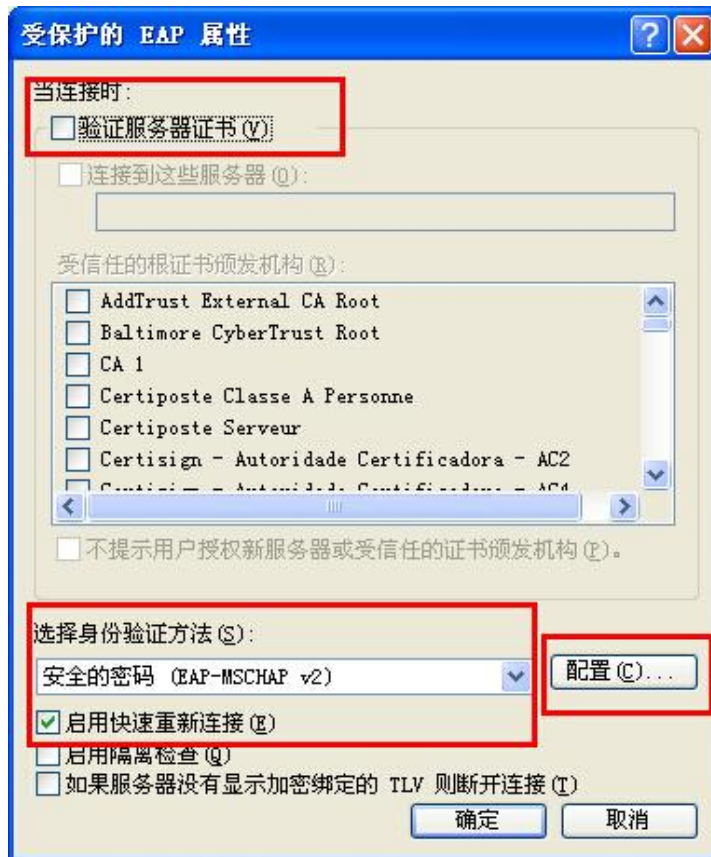 受保护的 EAP 属性
当连接时:
验证服务器证书(V)
连接到这些服务器(O):
受信任的根证书颁发机构(R):
AddTrust External CA Root
Baltimore CyberTrust Root
CA 1
Certiposte Classe A Personne
Certiposte Serveur
Certisign - Autoridade Certificadora - AC2
不提示用户授权新服务器或受信任的证书颁发机构(P)。
选择身份验证方法(S):
安全的密码 (EAP-MSCHAP v2)
配置(C)...
启用快速重新连接(E)
启用隔离检查(Q)
如果服务器没有显示加密绑定的 TLV 则断开连接(T)
确定
取消